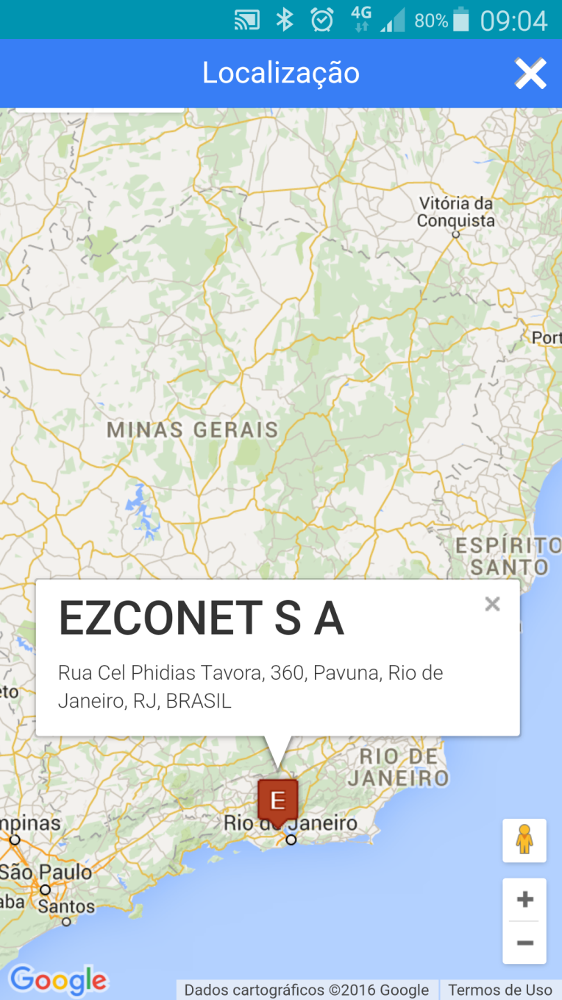 4G
80%
09:04
Localização
Vitória da
Conquista
Port
MINAS GERAIS
ESPÍRITO
SANTO
EZCONET S A
Rua Cel Phidias Tavora, 360, Pavuna, Rio de
Janeiro, RJ, BRASIL
eto
RIO DE
JANEIRO
E
Rio de Janeiro
mpinas
São Paulo
aba
Santos
Google
Dados cartográficos ©2016 Google
Termos de Uso